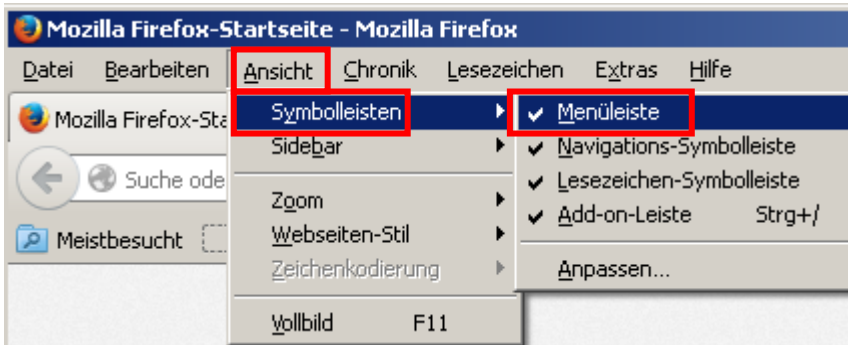 Mozilla Firefox-Startseite - Mozilla Firefox
Datei Bearbeiten Ansicht Chronik Lesezeichen Extras Hilfe
Mozilla Firefox-Sta
Suche ode
Meistbesucht
Symbolleisten
Sidebar
Zoom
Webseiten-Stil
Zeichenkodierung
Vollbild F11
Menüleiste
Navigations-Symbolleiste
Lesezeichen-Symbolleiste
Add-on-Leiste Strg+/
Anpassen...